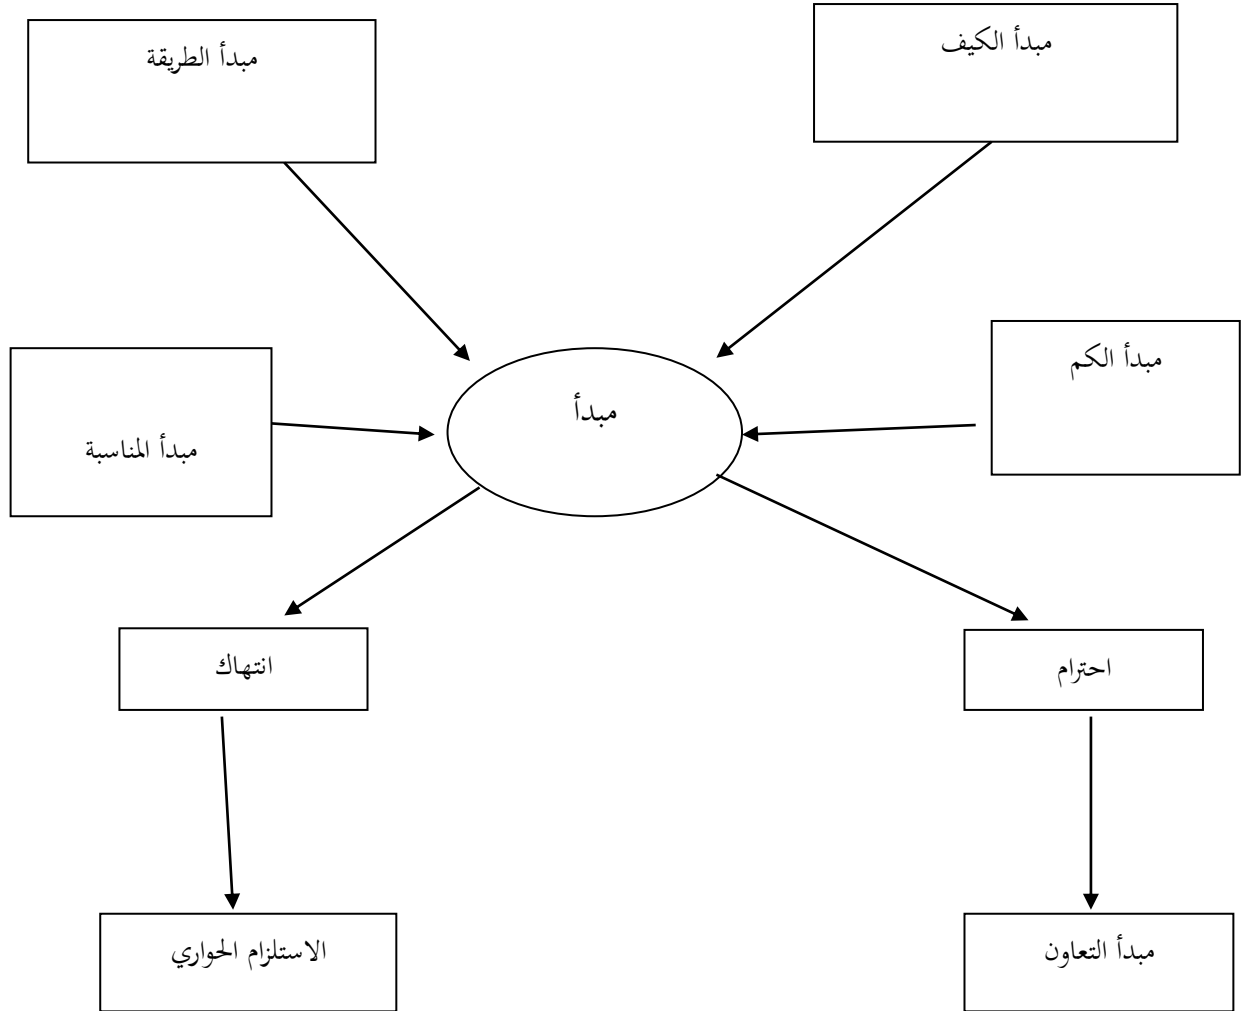 مبدأ الكيف
مبدأ الطريقة
مبدأ الكم
مبدأ
مبدأ المناسبة
احترام
انتهاك
مبدأ التعاون
الاستلزام الحواري